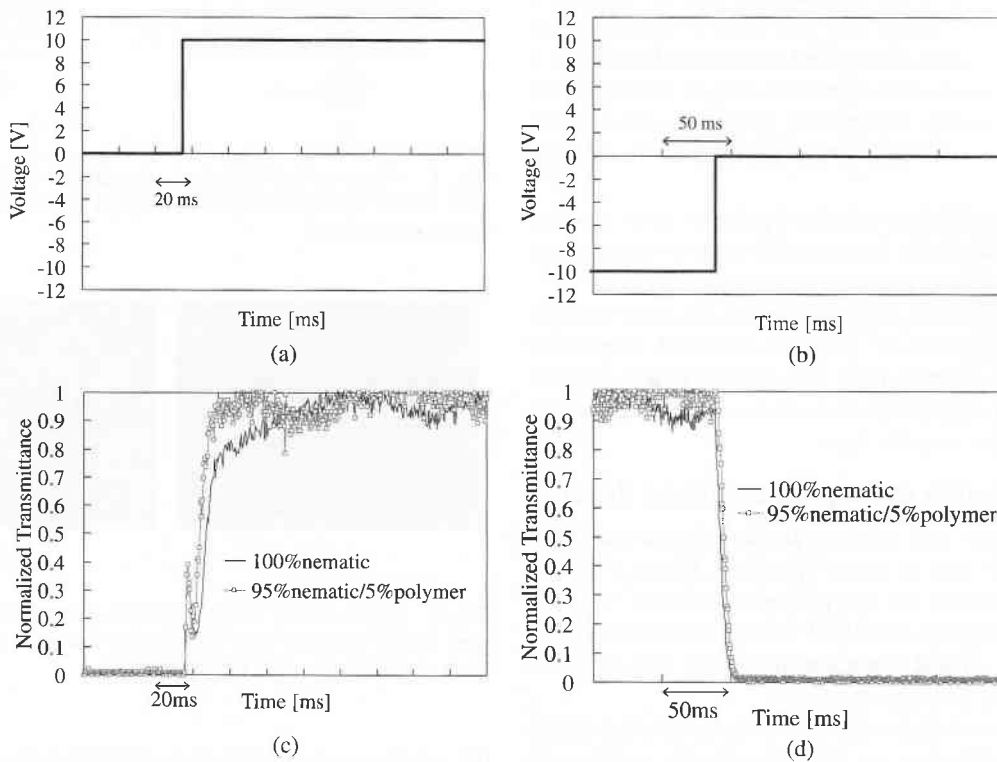 12
10
8
6
4
2
0
-2
-4
-6
-8
-10
-12
Voltage [V]
20 ms
Time [ms]
(a)
12
10
8
6
4
2
0
-2
-4
-6
-8
-10
-12
Voltage [V]
50 ms
Time [ms]
(b)
1
0.9
0.8
0.7
0.6
0.5
0.4
0.3
0.2
0.1
0
Normalized Transmittance
100%nematic
95%nematic/5%polymer
20ms
Time [ms]
(c)
1
0.9
0.8
0.7
0.6
0.5
0.4
0.3
0.2
0.1
0
Normalized Transmittance
100%nematic
95%nematic/5%polymer
50ms
Time [ms]
(d)